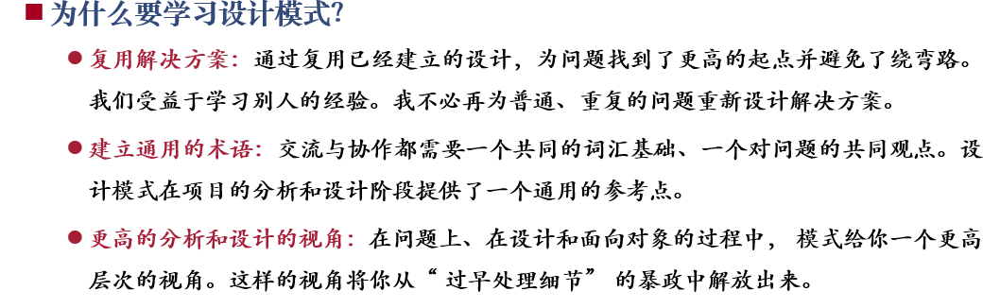 为什么要学习设计模式?
复用解决方案：通过复用已经建立的设计，为问题找到了更高的起点并避免了绕弯路。
我们受益于学习别人的经验。我不必再为普通、重复的问题重新设计解决方案。
建立通用的术语：交流与协作都需要一个共同的词汇基础、一个对问题的共同观点。设
计模式在项目的分析和设计阶段提供了一个通用的参考点。
更高的分析和设计的视角：在问题上、在设计和面向对象的过程中， 模式给你一个更高
层次的视角。这样的视角将你从“ 过早处理细节” 的暴政中解放出来。